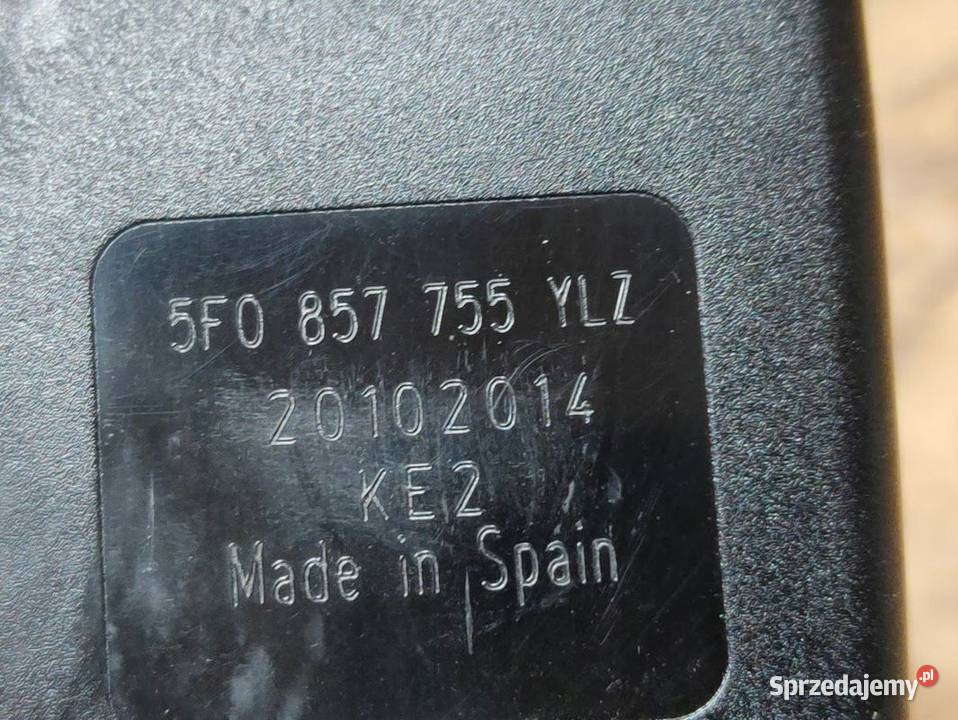 5F0 857 755 YLZ
20102014
KE2
Made in Spain
Sprzedajemy.pl